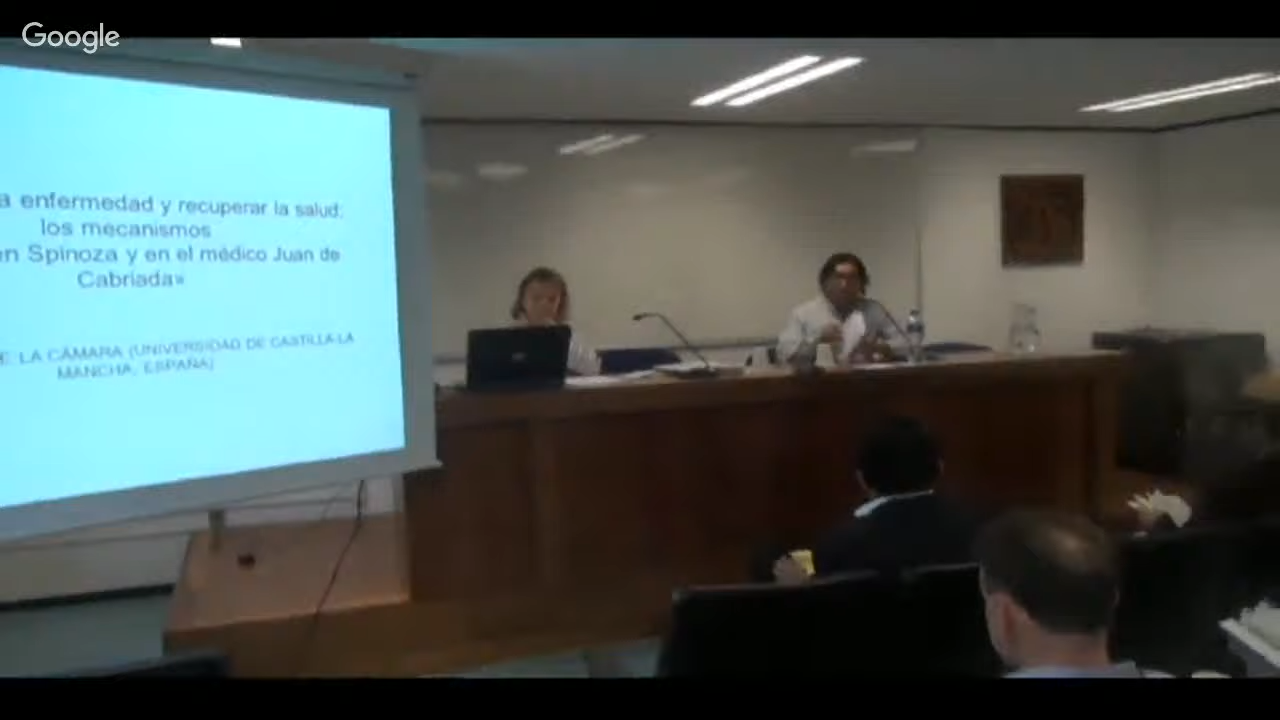 Google
a enfermedad y recuperar la salud:
los mecanismos
en Spinoza y en el médico Juan de
Cabriada»
E LA CÁMARA (UNIVERSIDAD DE CASTILLA-LA
MANCHA, ESPAÑA)